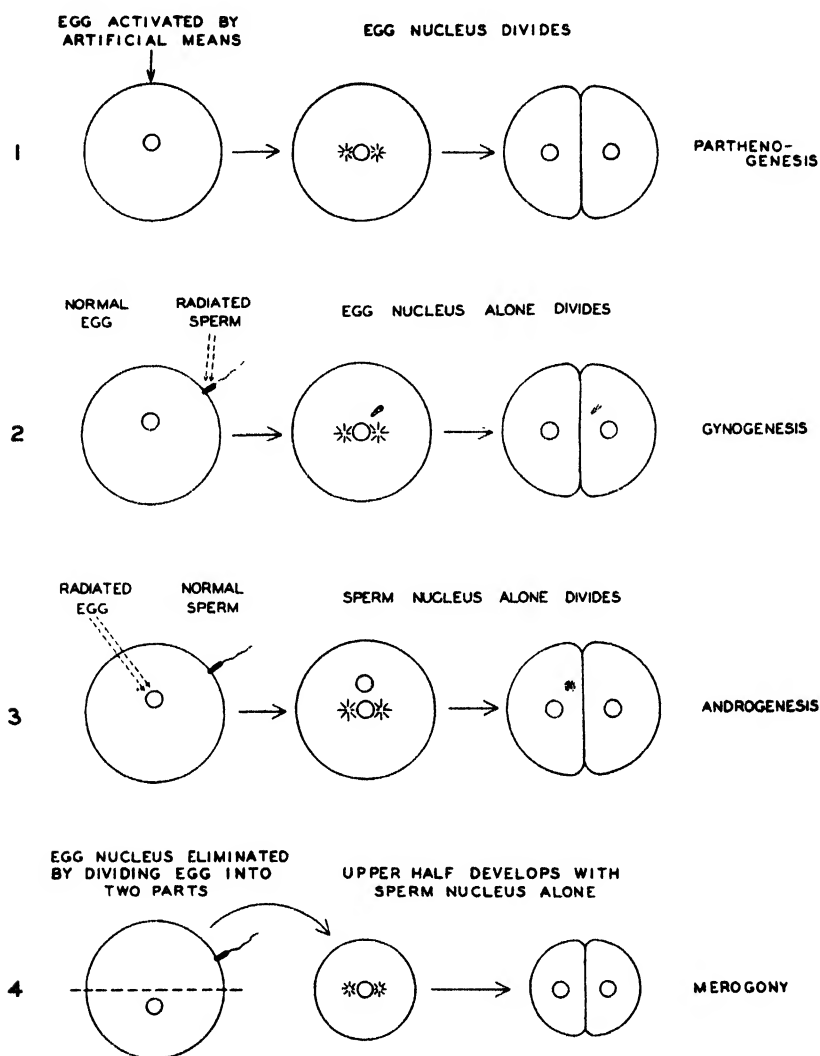 EGG ACTIVATED BY
ARTIFICIAL MEANS
EGG NUCLEUS DIVIDES
1
PARTHENO-
GENESIS
NORMAL
EGG
RADIATED
SPERM
EGG NUCLEUS ALONE DIVIDES
2
GYNOGENESIS
RADIATED
EGG
NORMAL
SPERM
SPERM NUCLEUS ALONE DIVIDES
3
ANDROGENESIS
EGG NUCLEUS ELIMINATED
BY DIVIDING EGG INTO
TWO PARTS
UPPER HALF DEVELOPS WITH
SPERM NUCLEUS ALONE
4
MEROGONY